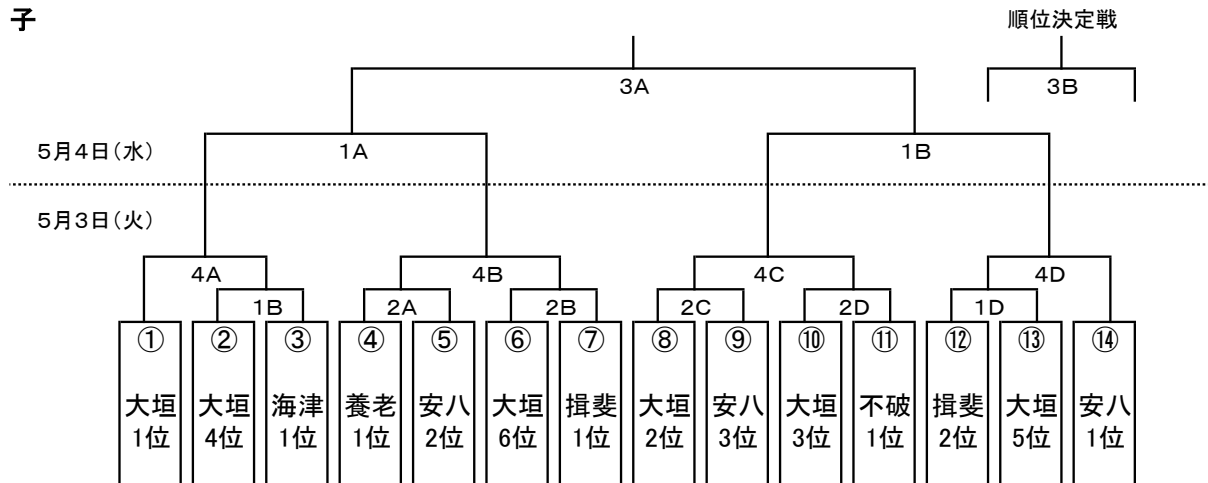 子
順位決定戦
3A
3B
5月4日(水)
1A
1B
5月3日(火)
4A
4B
4C
4D
1B
2A
2B
2C
2D
1D
① ② ③ ④ ⑤ ⑥ ⑦ ⑧ ⑨ ⑩ ⑪ ⑫ ⑬ ⑭
大垣 大垣 海津 養老 安八 大垣 揖斐 大垣 安八 大垣 不破 揖斐 大垣 安八
1位 4位 1位 1位 2位 6位 1位 2位 3位 3位 1位 2位 5位 1位